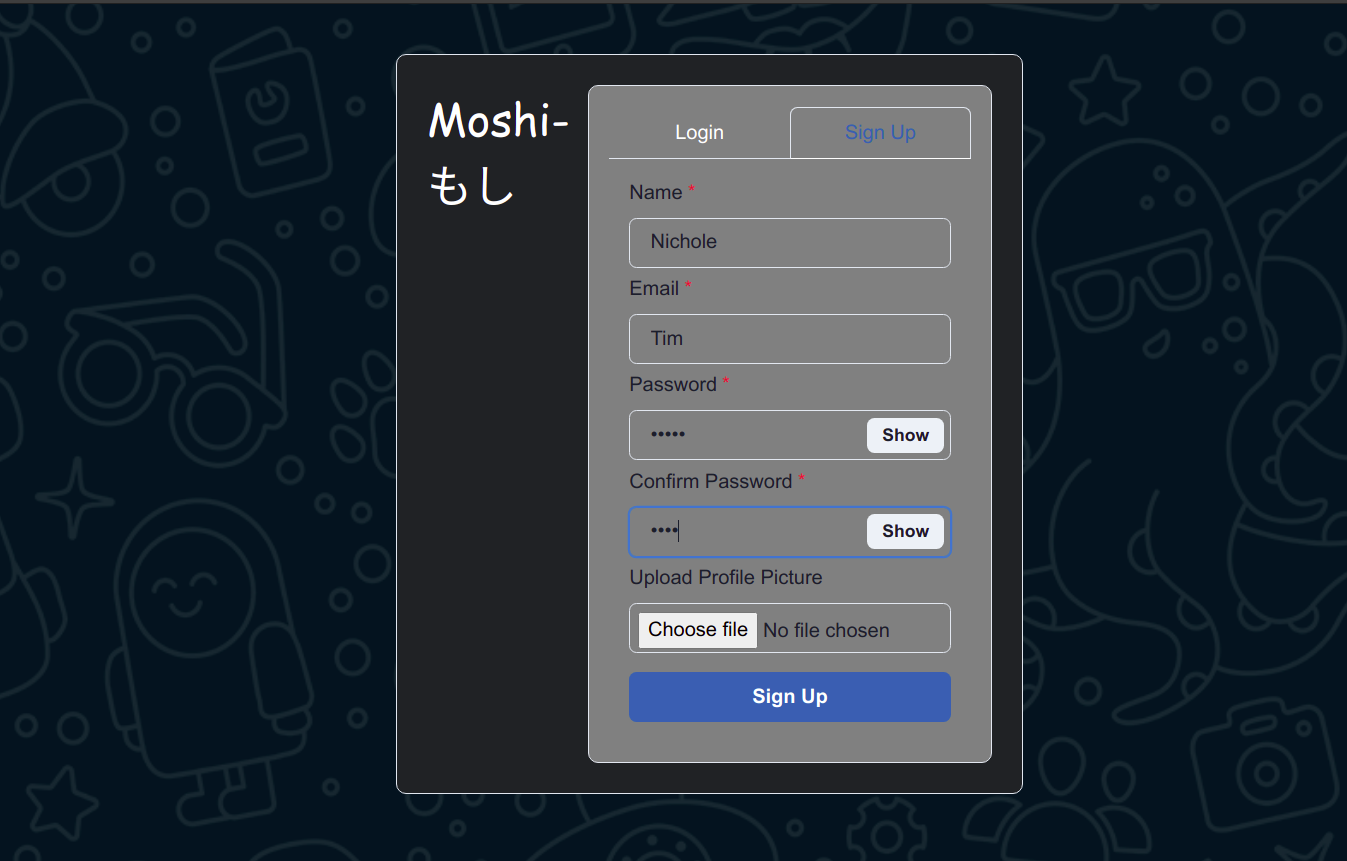 Moshi-
もし
Login
Sign Up
Name *
Nichole
Email *
Tim
Password *
•••••
Show
Confirm Password *
••••
Show
Upload Profile Picture
Choose file No file chosen
Sign Up